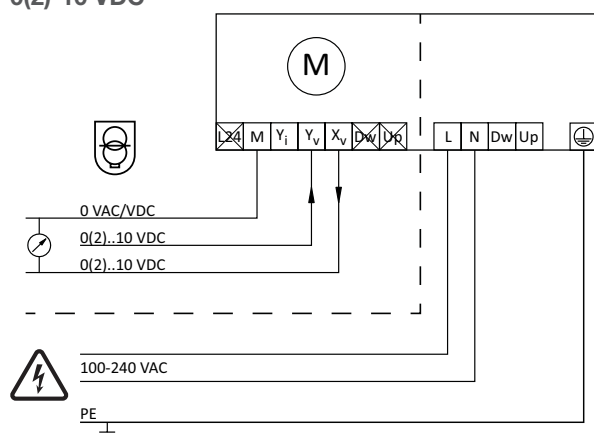 0(2)-10 VDC
M
L24 M Yi Yv Xv Dw Up L N Dw Up
0 VAC/VDC
0(2)..10 VDC
0(2)..10 VDC
100-240 VAC
PE